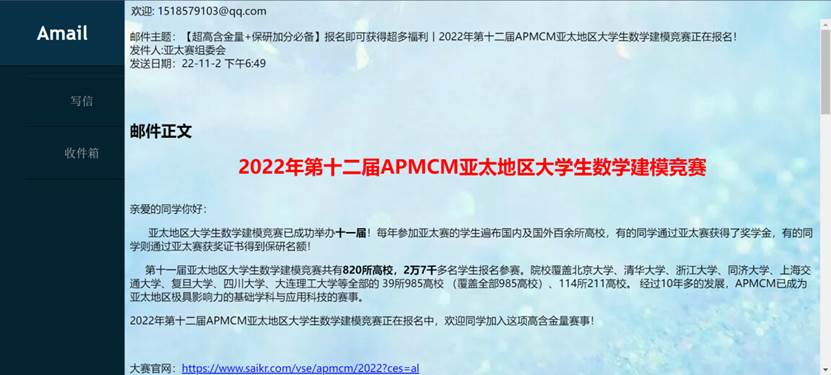 Amail
欢迎: 1518579103@qq.com
邮件主题: 【超高含金量+保研加分必备】报名即可获得超多福利丨2022年第十二届APMCM亚太地区大学生数学建模竞赛正在报名!
发件人:亚太赛组委会
发送日期: 22-11-2 下午6:49
写信
收件箱
邮件正文
2022年第十二届APMCM亚太地区大学生数学建模竞赛
亲爱的同学你好:
亚太地区大学生数学建模竞赛已成功举办十一届! 每年参加亚太赛的学生遍布国内及国外百余所高校，有的同学通过亚太赛获得了奖学金，有的同
学则通过亚太赛获奖证书得到保研名额!
第十一届亚太地区大学生数学建模竞赛共有820所高校，2万7千多名学生报名参赛。院校覆盖北京大学、清华大学、浙江大学、同济大学、上海交
通大学、复旦大学、四川大学、大连理工大学等全部的 39所985高校 （覆盖全部985高校）、114所211高校。 经过10年多的发展，APMCM已成为
亚太地区极具影响力的基础学科与应用科技的赛事。
2022年第十二届APMCM亚太地区大学生数学建模竞赛正在报名中，欢迎同学加入这项高含金量赛事!
大赛官网: https://www.saikr.com/vse/apmcm/2022?ces=al